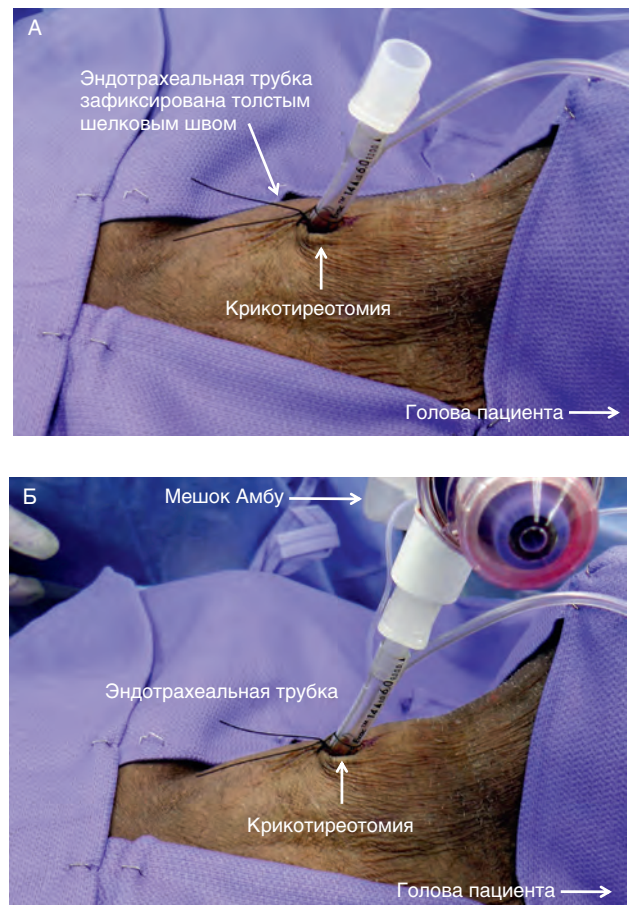 А
Эндотрахеальная трубка
зафиксирована толстым
шелковым швом
Крикотиреотомия
Голова пациента
Б
Мешок Амбу
Эндотрахеальная трубка
Крикотиреотомия
Голова пациента